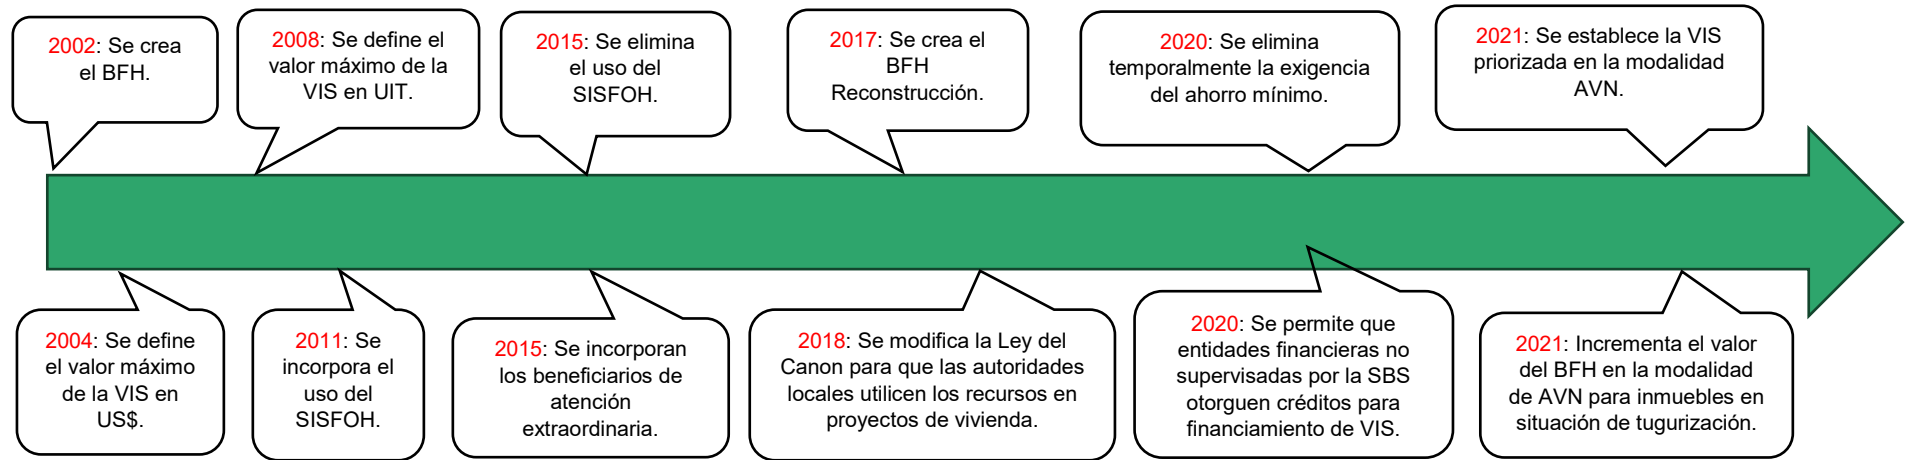 2002: Se crea
el BFH.
2008: Se define el
valor máximo de la
VIS en UIT.
2015: Se elimina
el uso del
SISFOH.
2017: Se crea el
BFH
Reconstrucción.
2020: Se elimina
temporalmente la exigencia
del ahorro mínimo.
2021: Se establece la VIS
priorizada en la modalidad
AVN.
2004: Se define
el valor máximo
de la VIS en
US$.
2011: Se
incorpora el
uso del
SISFOH.
2015: Se incorporan
los beneficiarios de
atención
extraordinaria.
2018: Se modifica la Ley del
Canon para que las autoridades
locales utilicen los recursos en
proyectos de vivienda.
2020: Se permite que
entidades financieras no
supervisadas por la SBS
otorguen créditos para
financiamiento de VIS.
2021: Incrementa el valor
del BFH en la modalidad
de AVN para inmuebles en
situación de tugurización.